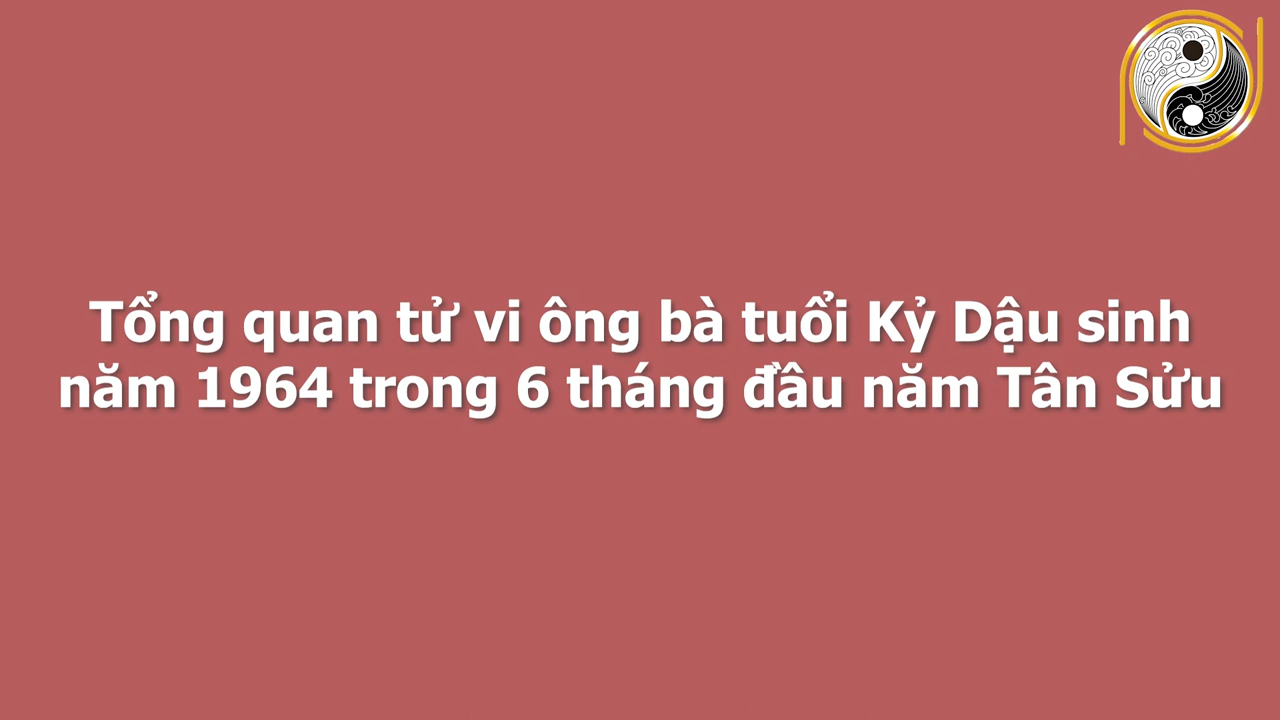 Tổng quan tử vi ông bà tuổi Kỷ Dậu sinh
năm 1964 trong 6 tháng đầu năm Tân Sửu